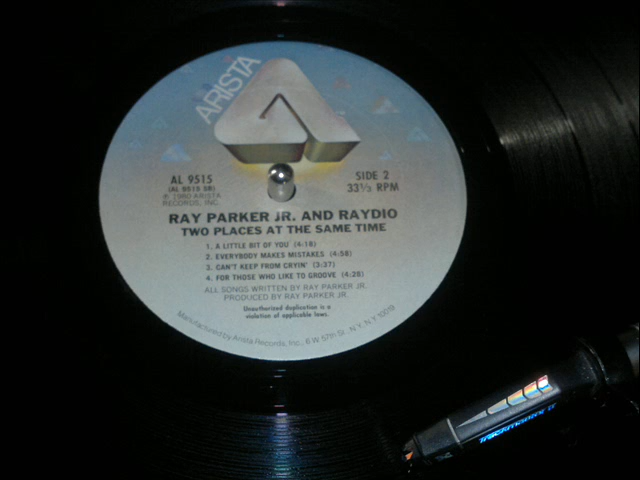 ARISTA
AL 9515
(AL 9515 SB)
℗ 1980 ARISTA
RECORDS, INC.
SIDE 2
33⅓ RPM
RAY PARKER JR. AND RAYDIO
TWO PLACES AT THE SAME TIME
1. A LITTLE BIT OF YOU (4:18)
2. EVERYBODY MAKES MISTAKES (4:58)
3. CAN'T KEEP FROM CRYIN' (3:37)
4. FOR THOSE WHO LIKE TO GROOVE (4:28)
ALL SONGS WRITTEN BY RAY PARKER JR.
PRODUCED BY RAY PARKER JR.
Unauthorized duplication is a
violation of applicable laws.
Manufactured by Arista Records, Inc., 6 W. 57th St., N.Y., N.Y. 10019